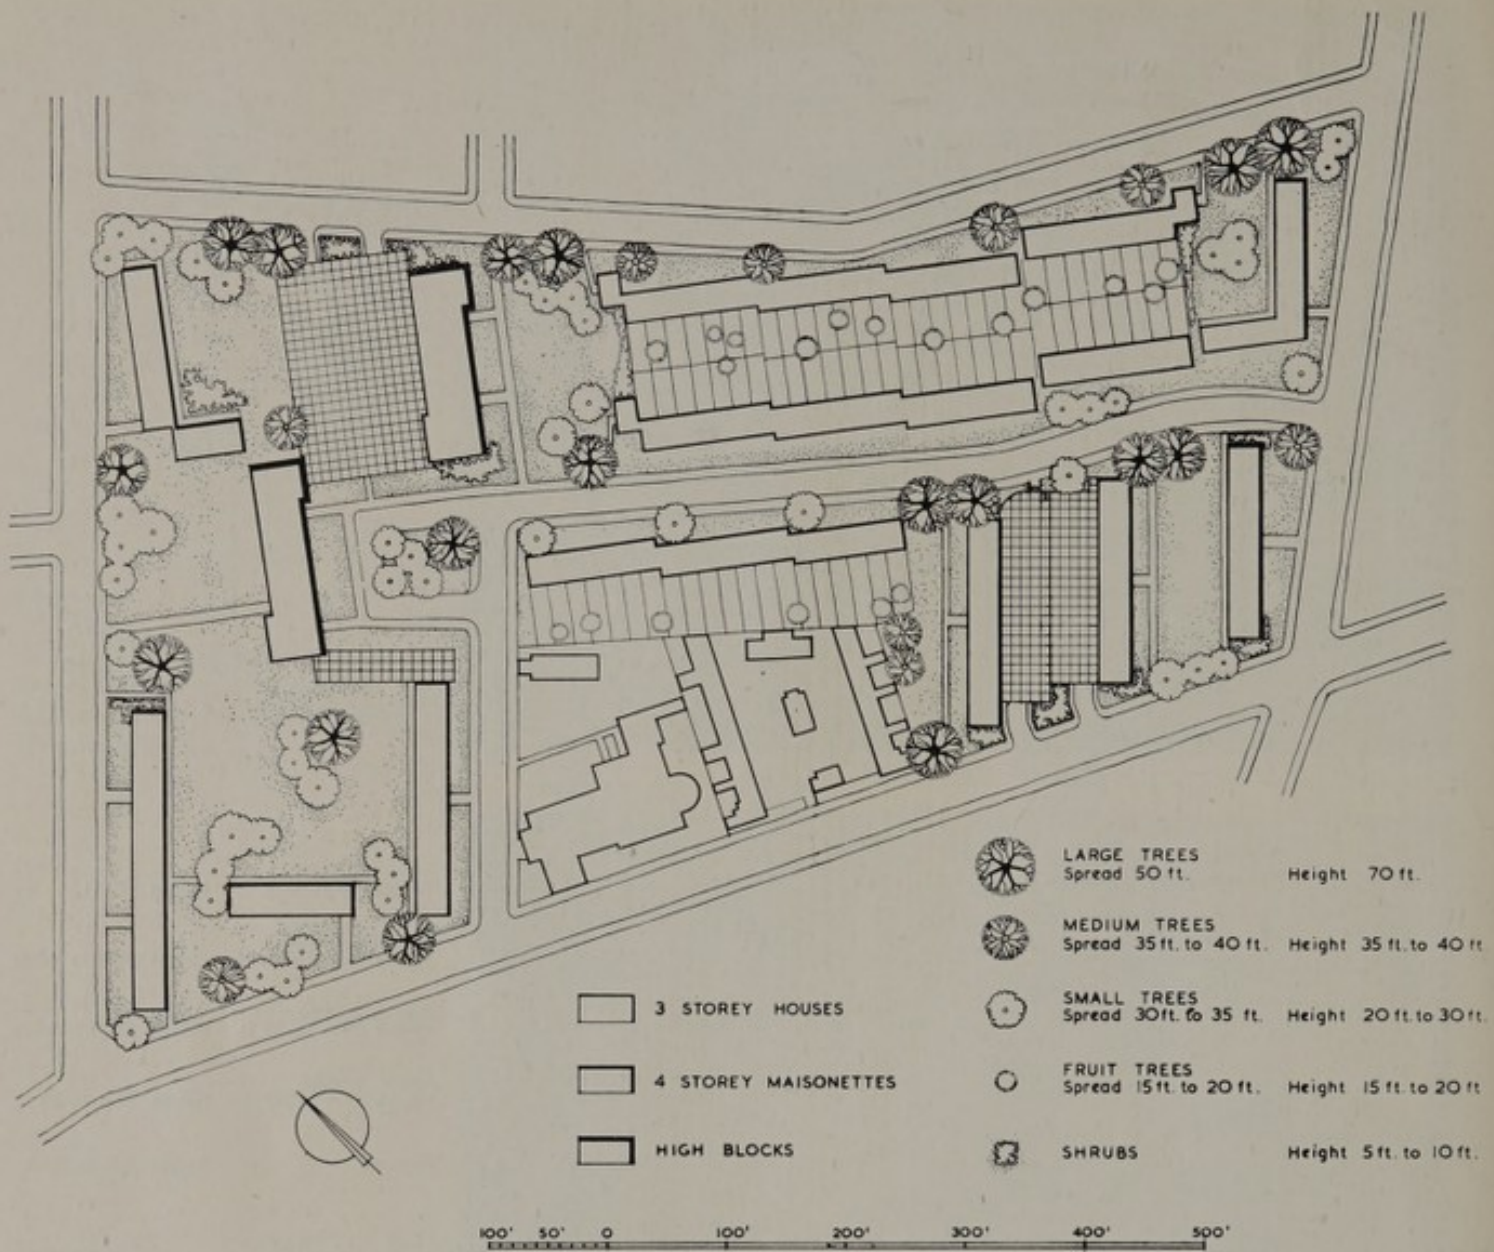 LARGE TREES
Spread 50 ft. Height 70 ft.
MEDIUM TREES
Spread 35 ft. to 40 ft. Height 35 ft. to 40 ft
SMALL TREES
Spread 30 ft. to 35 ft. Height 20 ft. to 30 ft.
FRUIT TREES
Spread 15 ft. to 20 ft. Height 15 ft. to 20 ft
SHRUBS Height 5 ft. to 10 ft.
3 STOREY HOUSES
4 STOREY MAISONETTES
HIGH BLOCKS
100' 50' 0 100' 200' 300' 400' 500'